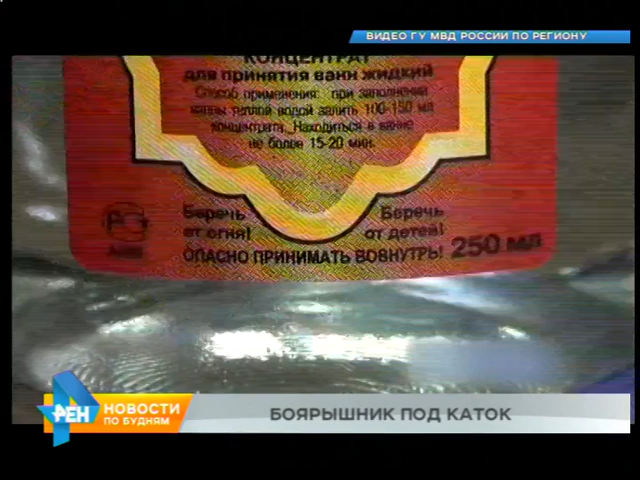 ВИДЕО ГУ МВД РОССИИ ПО РЕГИОНУ
КОНЦЕНТРАТ
для принятия ванн жидкий
Способ применения: при заполнении
ванны теплой водой залить 100-150 мл
концентрата. Находиться в ванне
не более 15-20 мин.
Беречь
от огня!
Беречь
от детей!
ОПАСНО ПРИНИМАТЬ ВОВНУТРЬ!
250 мл
РЕН
НОВОСТИ
ПО БУДНЯМ
БОЯРЫШНИК ПОД КАТОК